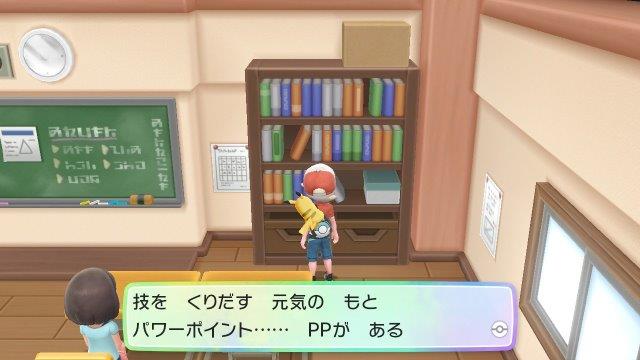 技を　くりだす　元気の　もと
パワーポイント……　PPが　ある